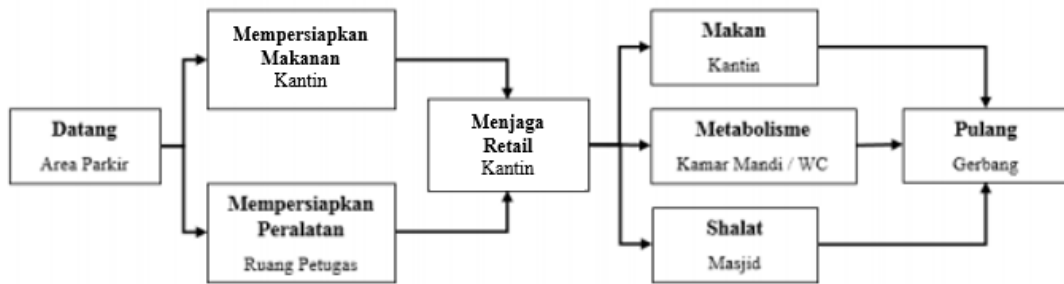 Datang
Area Parkir
Mempersiapkan
Makanan
Kantin
Mempersiapkan
Peralatan
Ruang Petugas
Menjaga
Retail
Kantin
Makan
Kantin
Metabolisme
Kamar Mandi / WC
Shalat
Masjid
Pulang
Gerbang